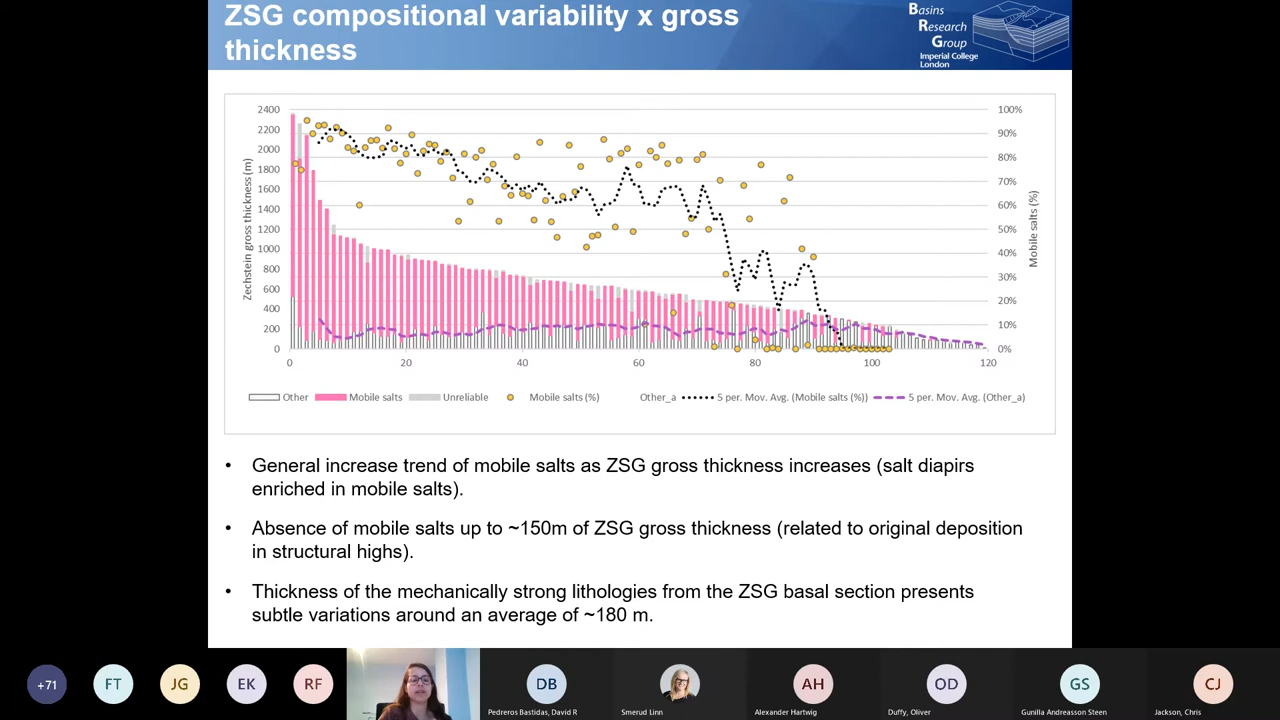 ZSG compositional variability x gross
thickness
Basins
Research
Group
Imperial College
London
2400
2200
2000
1800
1600
1400
1200
1000
800
600
400
200
0
Zechstein gross thickness (m)
100%
90%
80%
70%
60%
50%
40%
30%
20%
10%
0%
Mobile salts (%)
0 20 40 60 80 100 120
Other Mobile salts Unreliable Mobile salts (%) Other_a 5 per. Mov. Avg. (Mobile salts (%)) 5 per. Mov. Avg. (Other_a)
• General increase trend of mobile salts as ZSG gross thickness increases (salt diapirs
enriched in mobile salts).
• Absence of mobile salts up to ~150m of ZSG gross thickness (related to original deposition
in structural highs).
• Thickness of the mechanically strong lithologies from the ZSG basal section presents
subtle variations around an average of ~180 m.
+71 FT JG EK RF DB AH OD GS CJ
Pedreros Bastidas, David R Smerud Linn Alexander Hartwig Duffy, Oliver Gunilla Andreasson Steen Jackson, Chris